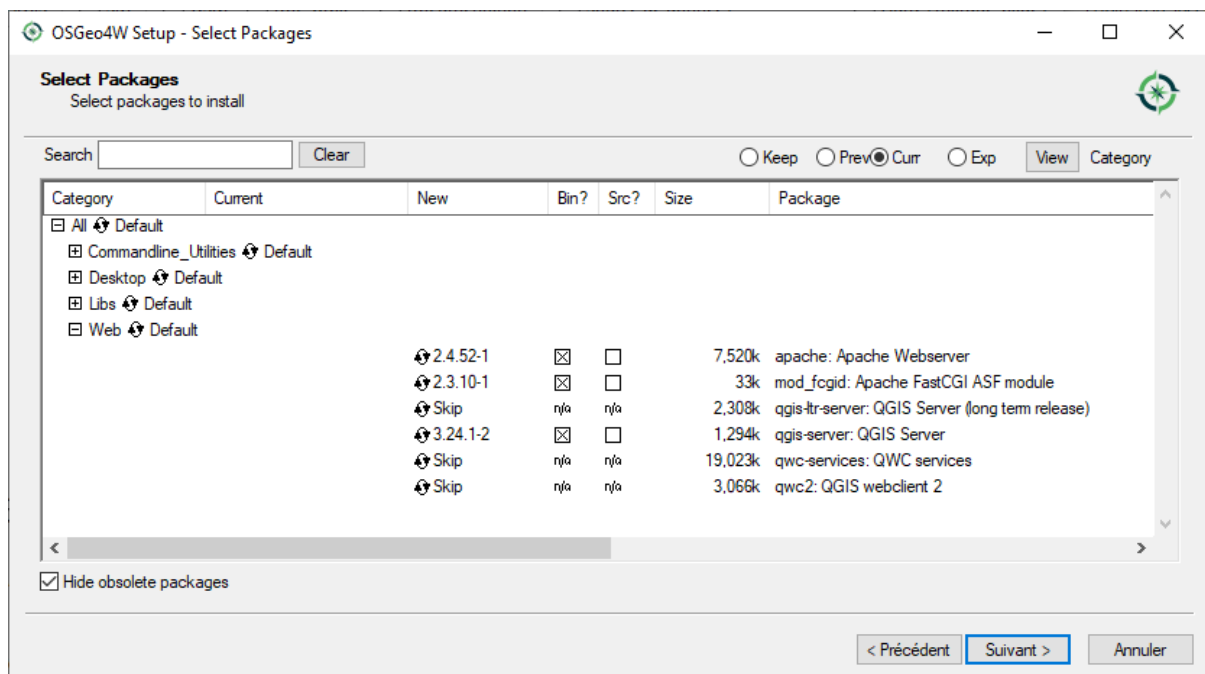 OSGeo4W Setup - Select Packages
Select Packages
Select packages to install
Search Clear Keep Prev Curr Exp View Category
Category Current New Bin? Src? Size Package
All Default
Commandline_Utilities Default
Desktop Default
Libs Default
Web Default
2.4.52-1 7,520k apache: Apache Webserver
2.3.10-1 33k mod_fcgid: Apache FastCGI ASF module
Skip n/a n/a 2,308k qgis-ltr-server: QGIS Server (long term release)
3.24.1-2 1,294k qgis-server: QGIS Server
Skip n/a n/a 19,023k qwc-services: QWC services
Skip n/a n/a 3,066k qwc2: QGIS webclient 2
Hide obsolete packages
< Précédent Suivant > Annuler